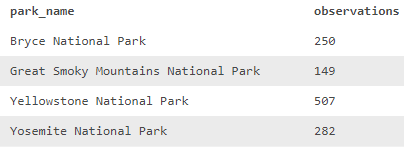 park_name observations
Bryce National Park 250
Great Smoky Mountains National Park 149
Yellowstone National Park 507
Yosemite National Park 282